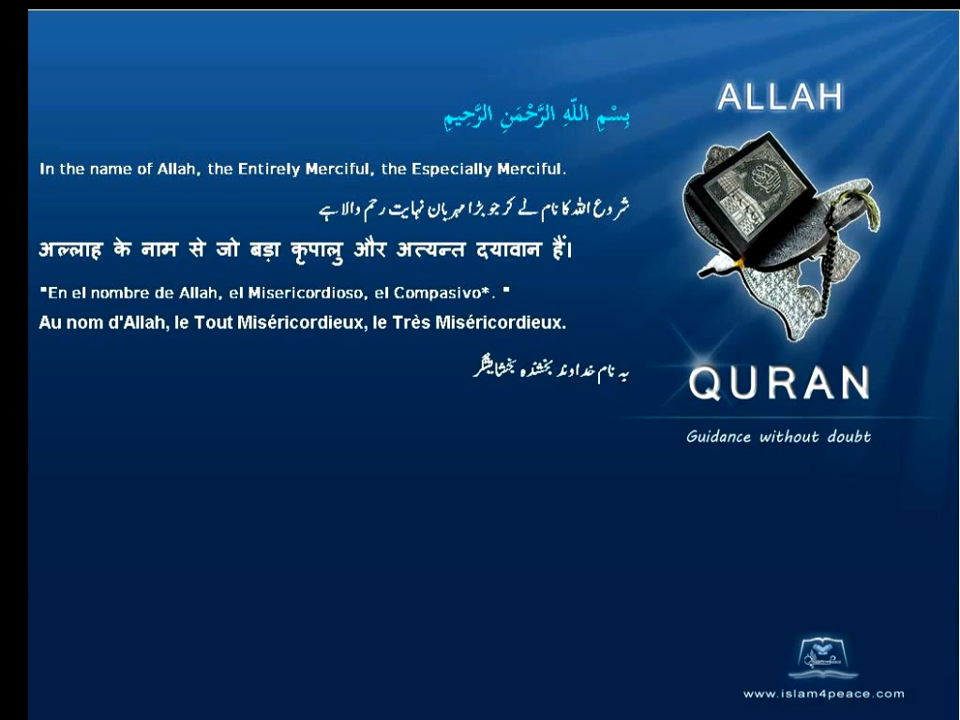 بِسْمِ اللّهِ الرَّحْمَنِ الرَّحِيمِ
In the name of Allah, the Entirely Merciful, the Especially Merciful.
شروع اللہ کا نام لے کر جو بڑا مہربان نہایت رحم والا ہے
अल्लाह के नाम से जो बड़ा कृपालु और अत्यन्त दयावान हैं।
"En el nombre de Allah, el Misericordioso, el Compasivo*. "
Au nom d'Allah, le Tout Miséricordieux, le Très Miséricordieux.
به نام خداوند بخشنده بخشایشگر
ALLAH
QURAN
Guidance without doubt
www.islam4peace.com